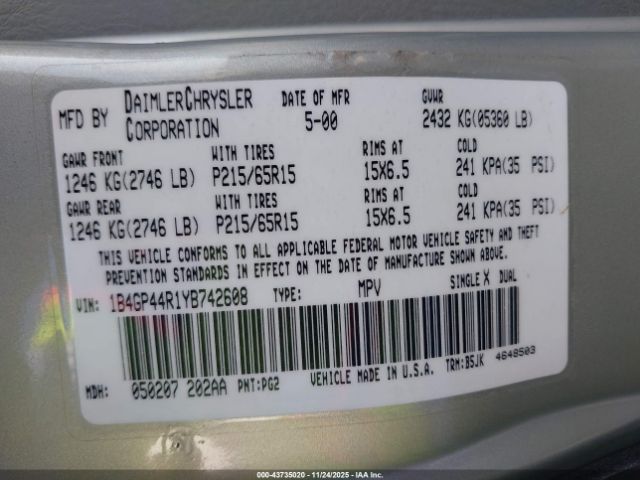 MFD BY DAIMLERCHRYSLER CORPORATION DATE OF MFR 5-00 GVWR 2432 KG(05360 LB)
GAWR FRONT WITH TIRES RIMS AT COLD
1246 KG(2746 LB) P215/65R15 15X6.5 241 KPA(35 PSI)
GAWR REAR WITH TIRES RIMS AT COLD
1246 KG(2746 LB) P215/65R15 15X6.5 241 KPA(35 PSI)
THIS VEHICLE CONFORMS TO ALL APPLICABLE FEDERAL MOTOR VEHICLE SAFETY AND THEFT
PREVENTION STANDARDS IN EFFECT ON THE DATE OF MANUFACTURE SHOWN ABOVE.
VIN: 1B4GP44R1YB742608 TYPE: MPV SINGLE X DUAL
4648503
MDH: 050207 202AA PNT:PG2 VEHICLE MADE IN U.S.A. TRM:B5JK
000-43735020 - 11/24/2025 - IAA Inc.